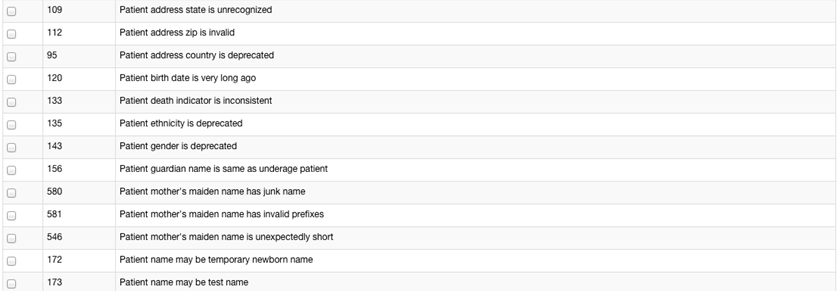 109 Patient address state is unrecognized
112 Patient address zip is invalid
95 Patient address country is deprecated
120 Patient birth date is very long ago
133 Patient death indicator is inconsistent
135 Patient ethnicity is deprecated
143 Patient gender is deprecated
156 Patient guardian name is same as underage patient
580 Patient mother's maiden name has junk name
581 Patient mother's maiden name has invalid prefixes
546 Patient mother's maiden name is unexpectedly short
172 Patient name may be temporary newborn name
173 Patient name may be test name